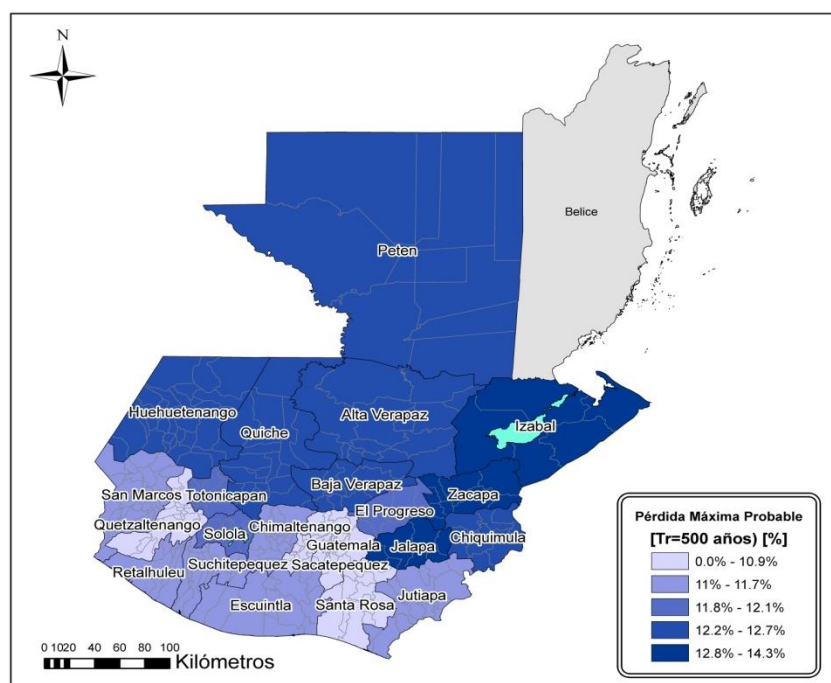 N
Belice
Peten
Huehuetenango
Quiche
Alta Verapaz
Izabal
Baja Verapaz
Zacapa
San Marcos
Totonicapan
El Progreso
Quetzaltenango
Solola
Chimaltenango
Guatemala
Jalapa
Chiquimula
Retalhuleu
Suchitepequez
Sacatepequez
Escuintla
Santa Rosa
Jutiapa
Pérdida Máxima Probable
[Tr=500 años) [%]
0.0% - 10.9%
11% - 11.7%
11.8% - 12.1%
12.2% - 12.7%
12.8% - 14.3%
0 10 20 40 60 80 100
Kilómetros